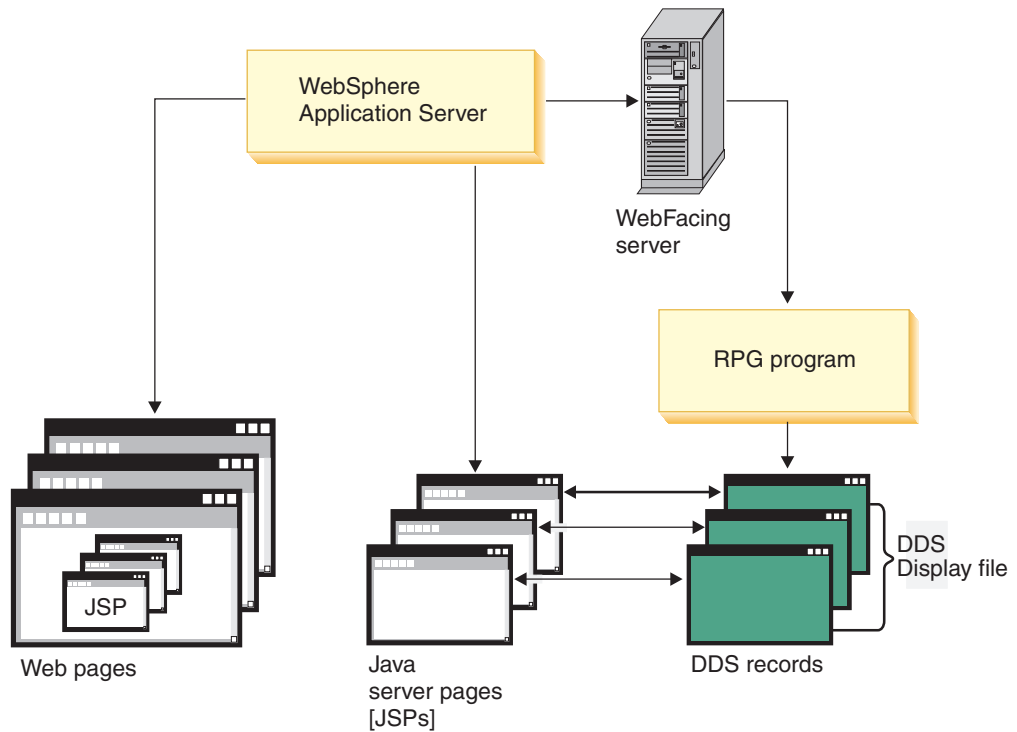 WebSphere
Application Server
WebFacing
server
RPG program
JSP
DDS
Display file
Web pages
Java
server pages
[JSPs]
DDS records